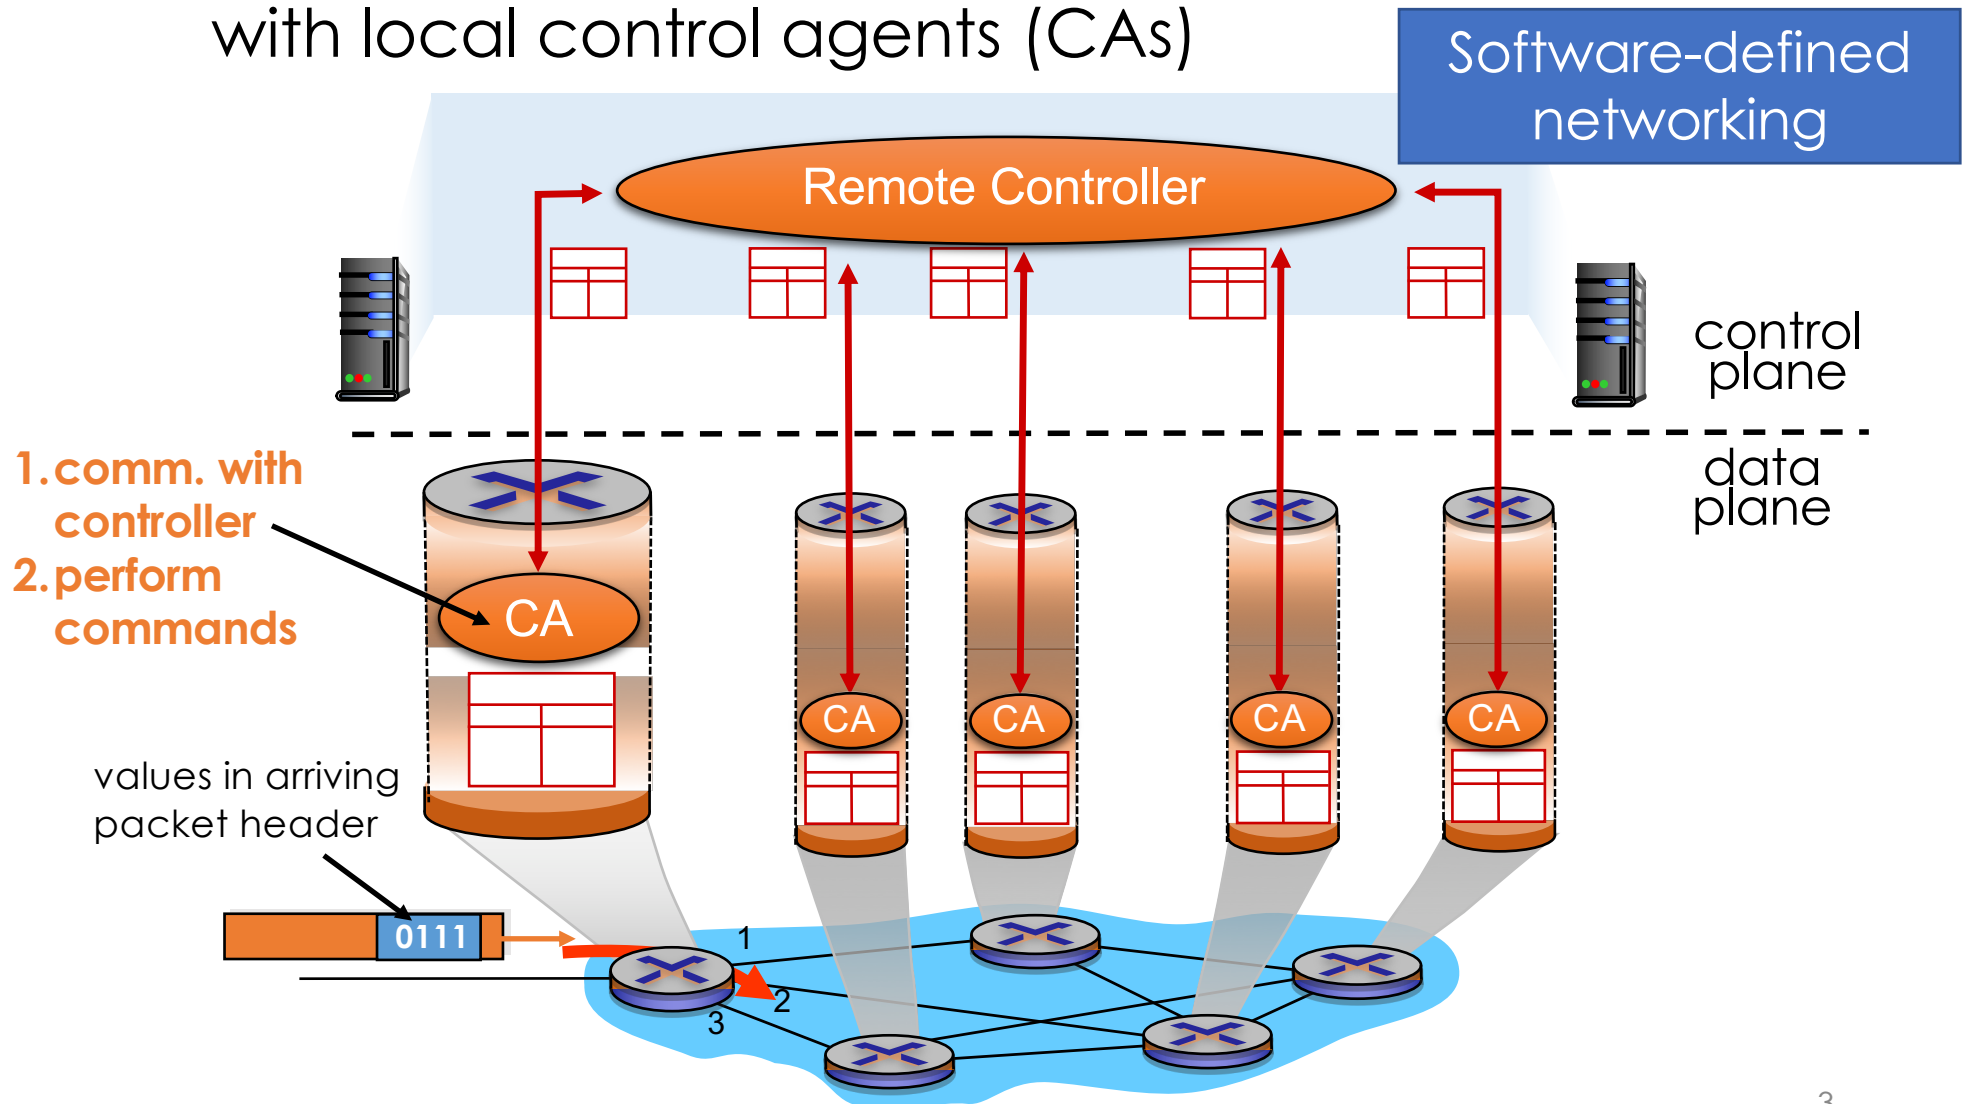 with local control agents (CAs)
Software-defined
networking
Remote Controller
control
plane
data
plane
1. comm. with
controller
2. perform
commands
CA
CA
CA
CA
CA
values in arriving
packet header
0111
1
2
3
3